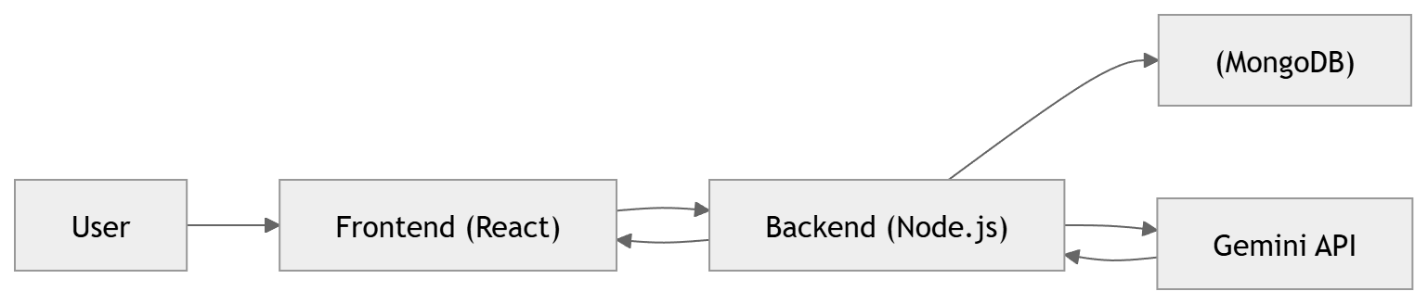 (MongoDB)
User
Frontend (React)
Backend (Node.js)
Gemini API